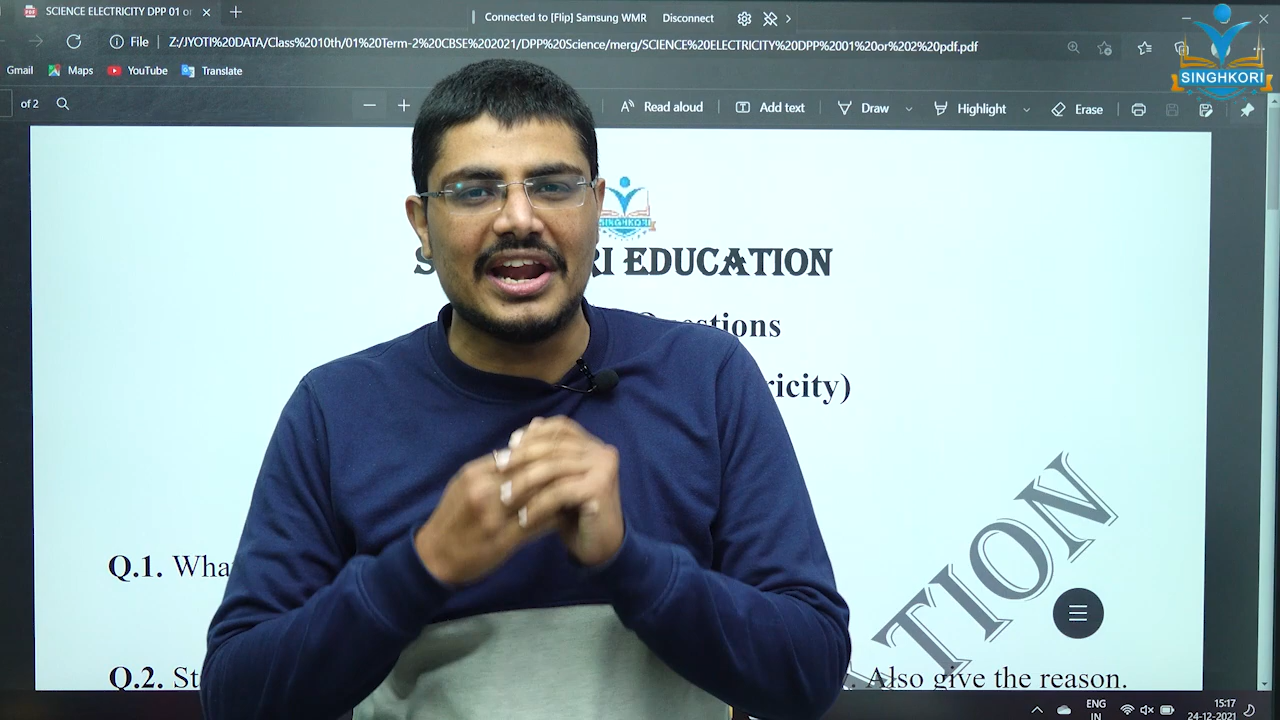 SCIENCE ELECTRICITY DPP 01 o
Connected to [Flip] Samsung WMR Disconnect
File Z:/JYOTI%20DATA/Class%2010th/01%20Term-2%20CBSE%202021/DPP%20Science/merg/SCIENCE%20ELECTRICITY%20DPP%2001%20or%202%20pdf.pdf
Gmail Maps YouTube Translate
SINGHKORI
of 2 Read aloud Add text Draw Highlight Erase
SINGHKORI
RI EDUCATION
Questions
ricity)
TION
Q.1. Wha
Q.2. St Also give the reason.
ENG
IN
15:17
24-12-2021